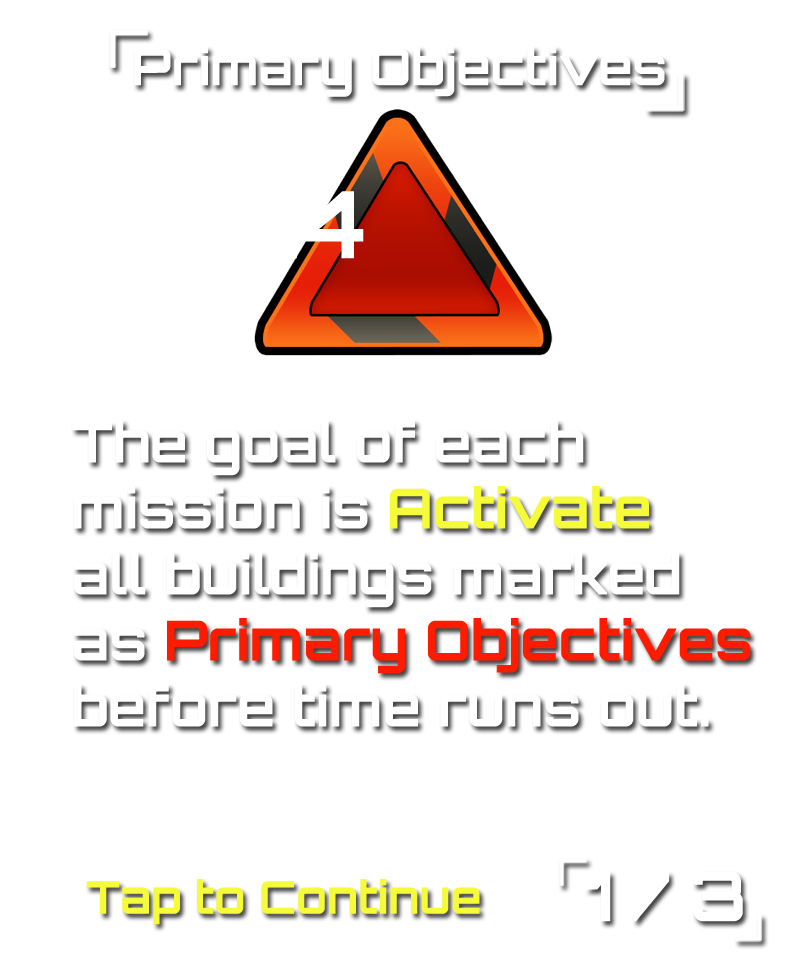 Primary Objectives
4
The goal of each
mission is Activate
all buildings marked
as Primary Objectives
before time runs out.
Tap to Continue
1 / 3